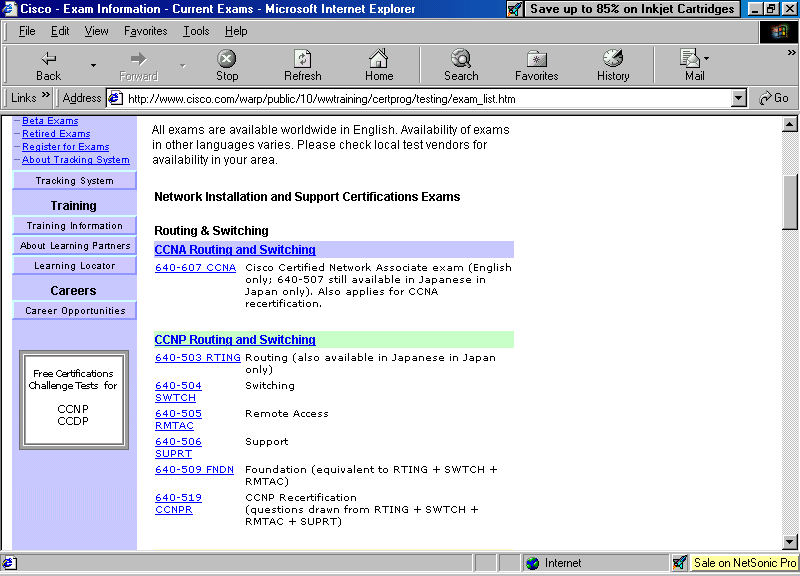 Cisco - Exam Information - Current Exams - Microsoft Internet Explorer
Save up to 85% on Inkjet Cartridges
File Edit View Favorites Tools Help
Back Forward Stop Refresh Home Search Favorites History Mail »
Links » Address http://www.cisco.com/warp/public/10/wwtraining/certprog/testing/exam_list.htm Go
Beta Exams
Retired Exams
Register for Exams
About Tracking System
Tracking System
Training
Training Information
About Learning Partners
Learning Locator
Careers
Career Opportunities
Free Certifications
Challenge Tests for
CCNP
CCDP
All exams are available worldwide in English. Availability of exams
in other languages varies. Please check local test vendors for
availability in your area.
Network Installation and Support Certifications Exams
Routing & Switching
CCNA Routing and Switching
640-607 CCNA Cisco Certified Network Associate exam (English
only; 640-507 still available in Japanese in
Japan only). Also applies for CCNA
recertification.
CCNP Routing and Switching
640-503 RTING Routing (also available in Japanese in Japan
only)
640-504 Switching
SWTCH
640-505 Remote Access
RMTAC
640-506 Support
SUPRT
640-509 FNDN Foundation (equivalent to RTING + SWTCH +
RMTAC)
640-519 CCNP Recertification
CCNPR (questions drawn from RTING + SWTCH +
RMTAC + SUPRT)
Internet
Sale on NetSonic Pro